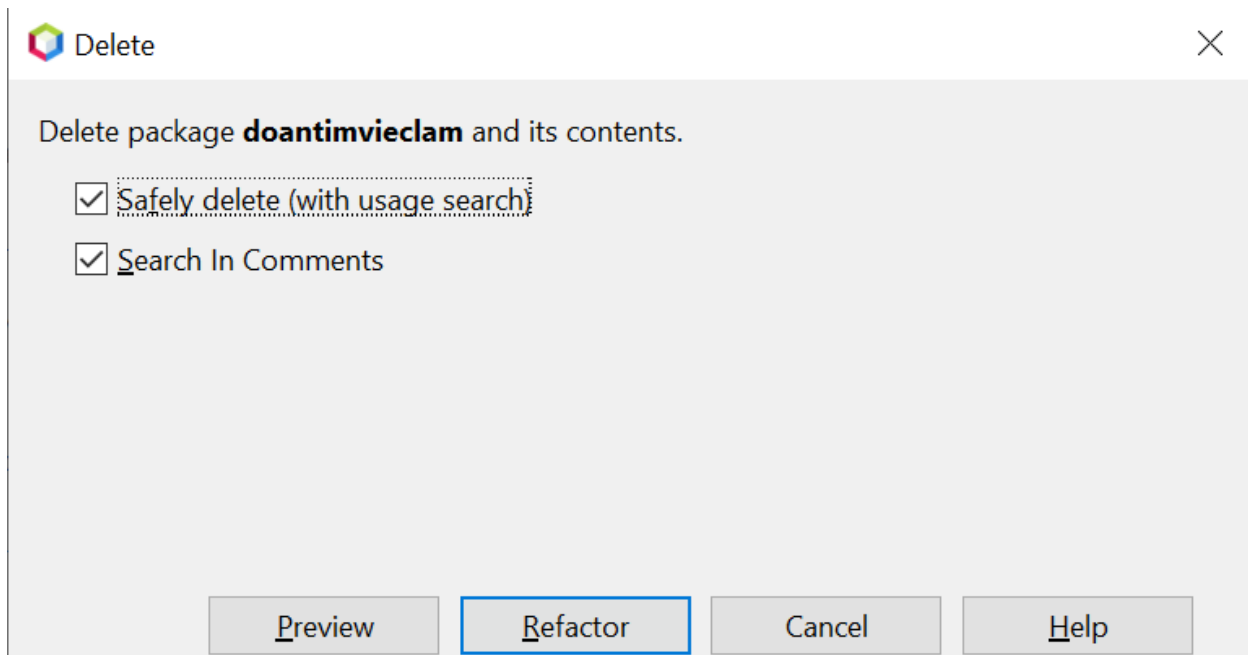 Delete
Delete package doantimvieclam and its contents.
Safely delete (with usage search)
Search In Comments
Preview Refactor Cancel Help